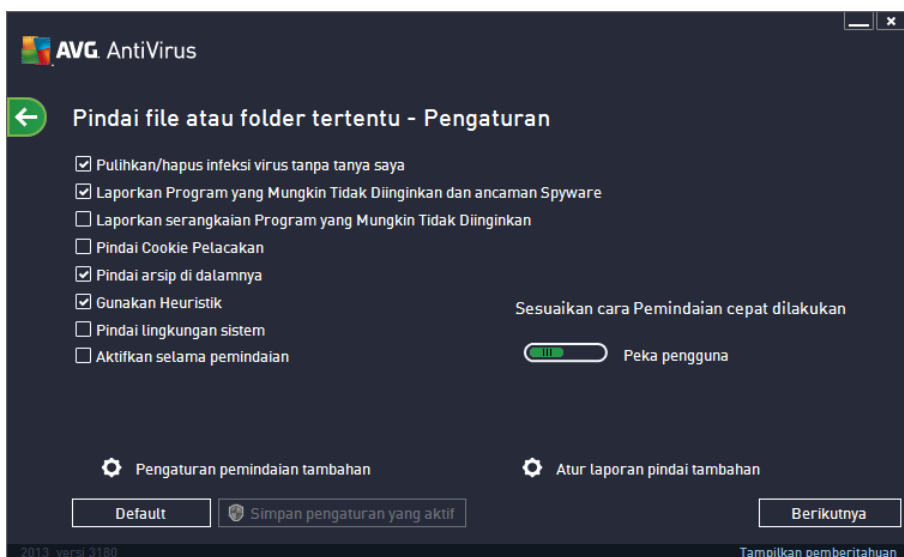 AVG. AntiVirus
Pindai file atau folder tertentu - Pengaturan
Pulihkan/hapus infeksi virus tanpa tanya saya
Laporkan Program yang Mungkin Tidak Diinginkan dan ancaman Spyware
Laporkan serangkaian Program yang Mungkin Tidak Diinginkan
Pindai Cookie Pelacakan
Pindai arsip di dalamnya
Gunakan Heuristik
Pindai lingkungan sistem
Aktifkan selama pemindaian
Sesuaikan cara Pemindaian cepat dilakukan
Peka pengguna
Pengaturan pemindaian tambahan
Atur laporan pindai tambahan
Default
Simpan pengaturan yang aktif
Berikutnya
2013 versi 3180
Tampilkan pemberitahuan